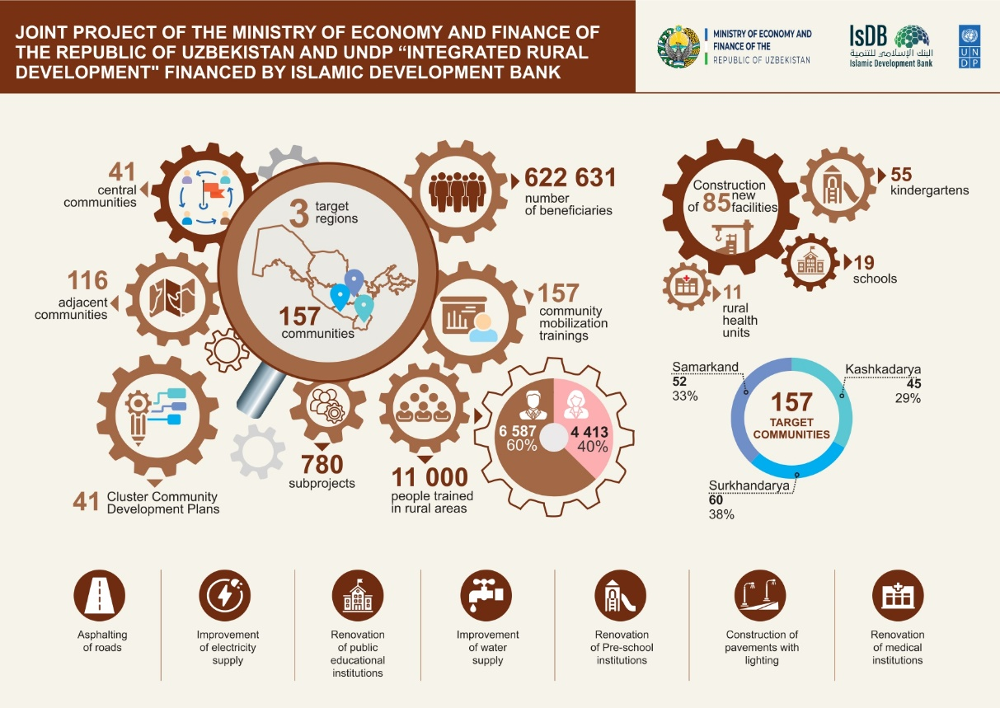 JOINT PROJECT OF THE MINISTRY OF ECONOMY AND FINANCE OF
THE REPUBLIC OF UZBEKISTAN AND UNDP “INTEGRATED RURAL
DEVELOPMENT" FINANCED BY ISLAMIC DEVELOPMENT BANK
MINISTRY OF ECONOMY AND
FINANCE OF THE
REPUBLIC OF UZBEKISTAN
IsDB
البنك الإسلامي للتنمية
Islamic Development Bank
U N
D P
41
central
communities
3 target
regions
622 631
number
of beneficiaries
116
adjacent
communities
157
communities
157
community
mobilization
trainings
41 Cluster Community
Development Plans
780
subprojects
11 000
people trained
in rural areas
6 587
60%
4 413
40%
Construction
of 85 new
facilities
55
kindergartens
19
schools
11
rural
health
units
Samarkand
52
33%
Kashkadarya
45
29%
157
TARGET
COMMUNITIES
Surkhandarya
60
38%
Asphalting
of roads
Improvement
of electricity
supply
Renovation
of public
educational
institutions
Improvement
of water
supply
Renovation
of Pre-school
institutions
Construction of
pavements with
lighting
Renovation
of medical
institutions